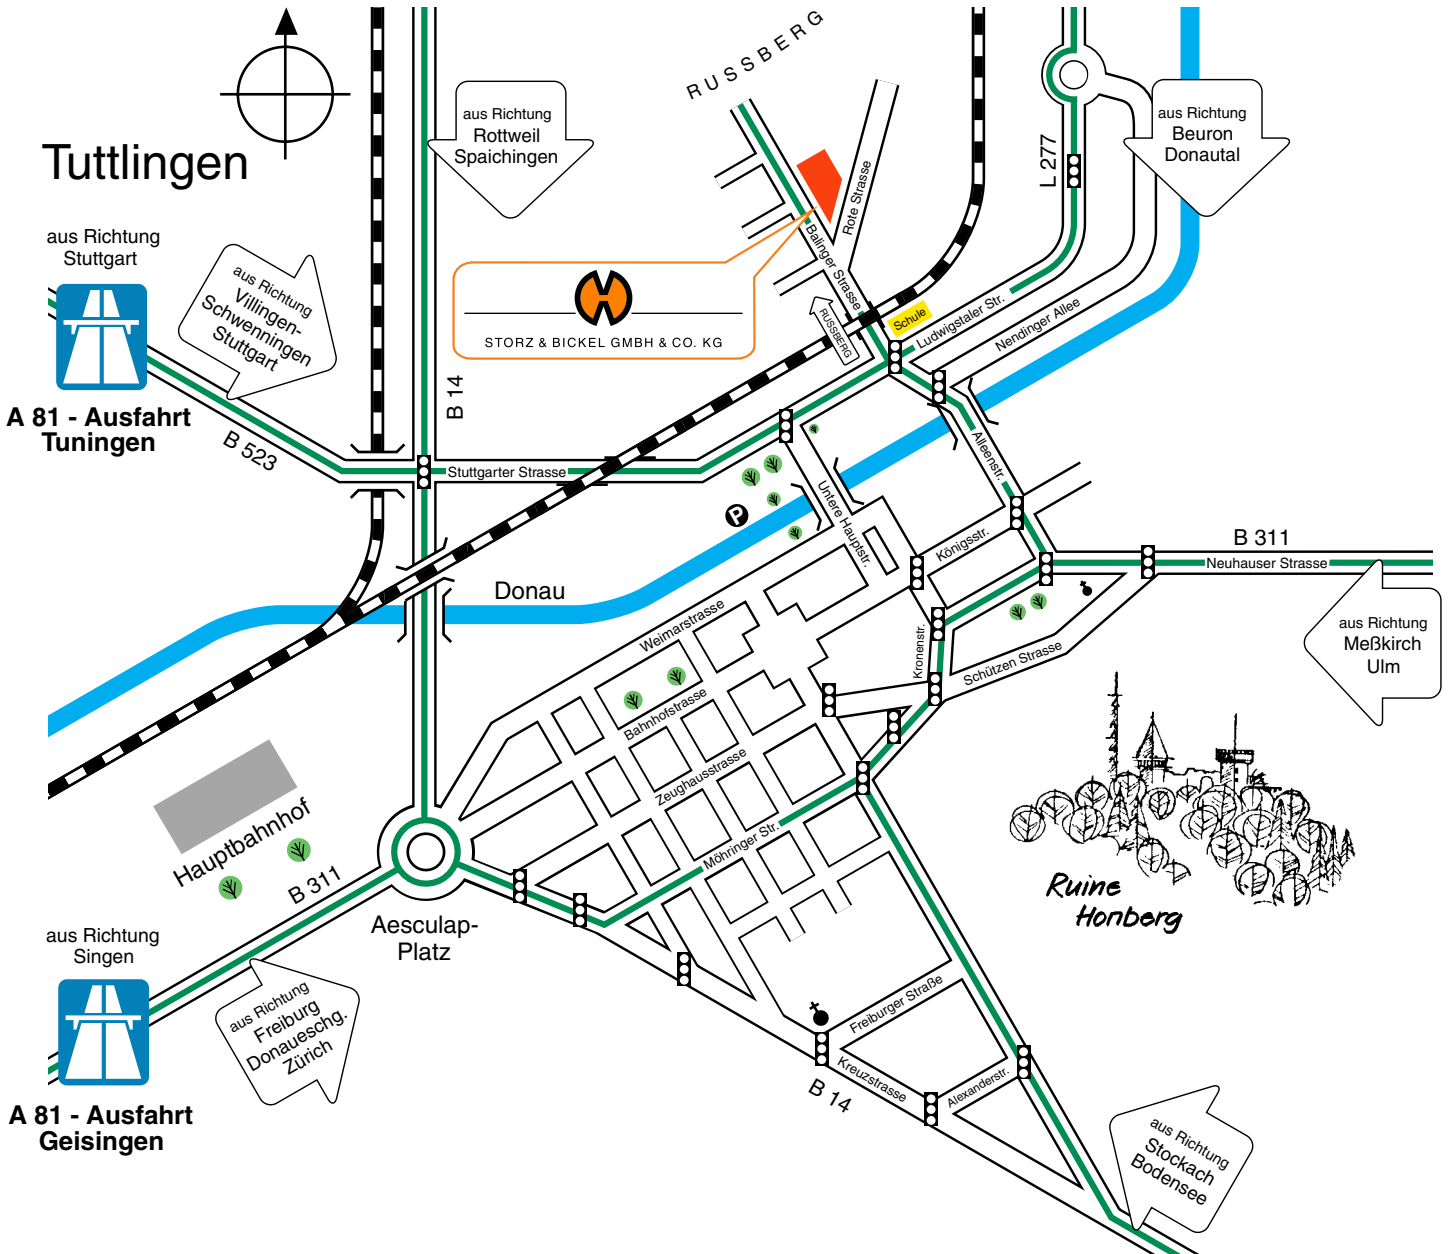 RUSSBERG
Tuttlingen
aus Richtung
Rottweil
Spaichingen
aus Richtung
Beuron
Donautal
L 277
Rote Strasse
Balinger Strasse
aus Richtung
Stuttgart
aus Richtung
Villingen-
Schwenningen
Stuttgart
STORZ & BICKEL GMBH & CO. KG
RUSSBERG
Schule
Ludwigstaler Str.
Nendinger Allee
A 81 - Ausfahrt
Tuningen
B 523
B 14
Stuttgarter Strasse
Alleenstr.
P
Untere Hauptstr.
Königsstr.
B 311
Neuhauser Strasse
Donau
Weimarstrasse
Kronenstr.
Schützen Strasse
aus Richtung
Meßkirch
Ulm
Bahnhofstrasse
Zeughausstrasse
Möhringer Str.
Hauptbahnhof
B 311
Aesculap-
Platz
Ruine
Honberg
aus Richtung
Singen
aus Richtung
Freiburg
Donaueschg.
Zürich
A 81 - Ausfahrt
Geisingen
Freiburger Straße
Kreuzstrasse
Alexanderstr.
B 14
aus Richtung
Stockach
Bodensee